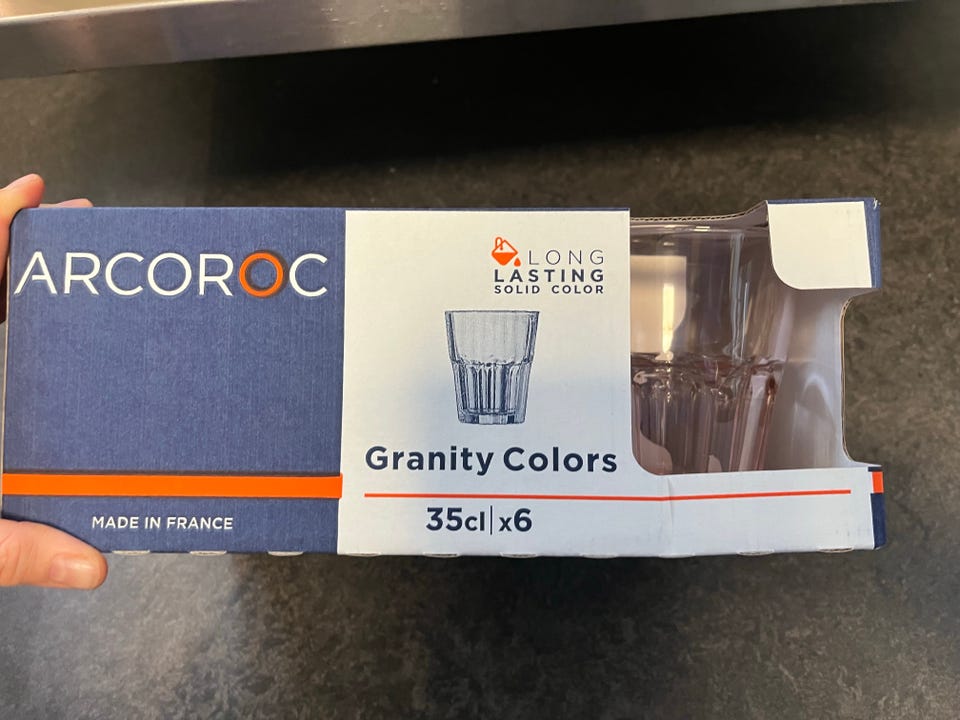 ARCOROC
LONG
LASTING
SOLID COLOR
Granity Colors
35cl|x6
MADE IN FRANCE